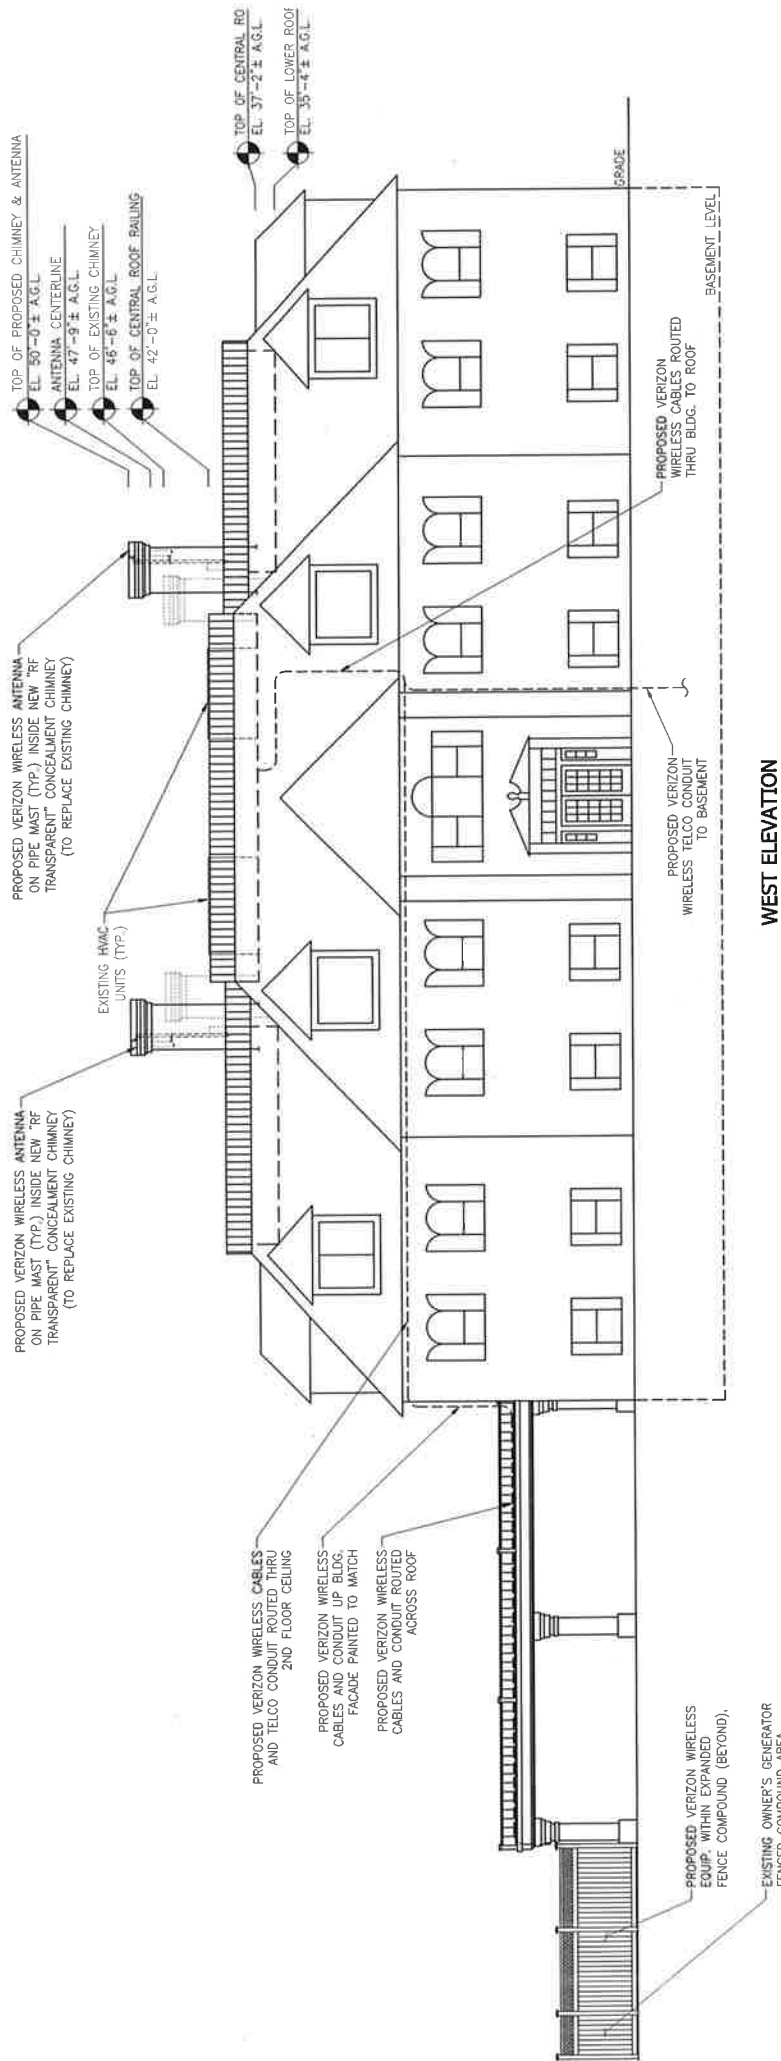 TOP OF PROPOSED CHIMNEY & ANTENNA
EL. 50'-0"± A.G.L.
ANTENNA CENTERLINE
EL. 47'-9"± A.G.L.
TOP OF EXISTING CHIMNEY
EL. 46'-6"± A.G.L.
TOP OF CENTRAL ROOF RAILING
EL. 42'-0"± A.G.L.
TOP OF CENTRAL RO
EL. 37'-2"± A.G.L.
TOP OF LOWER ROOF
EL. 35'-4"± A.G.L.
PROPOSED VERIZON WIRELESS ANTENNA
ON PIPE MAST (TYP.) INSIDE NEW "RF
TRANSPARENT" CONCEALMENT CHIMNEY
(TO REPLACE EXISTING CHIMNEY)
EXISTING HVAC
UNITS (TYP.)
PROPOSED VERIZON WIRELESS ANTENNA
ON PIPE MAST (TYP.) INSIDE NEW "RF
TRANSPARENT" CONCEALMENT CHIMNEY
(TO REPLACE EXISTING CHIMNEY)
PROPOSED VERIZON WIRELESS CABLES
AND TELCO CONDUIT ROUTED THRU
2ND FLOOR CEILING
PROPOSED VERIZON WIRELESS
CABLES AND CONDUIT UP BLDG.
FACADE PAINTED TO MATCH
PROPOSED VERIZON WIRELESS
CABLES AND CONDUIT ROUTED
ACROSS ROOF
GRADE
BASEMENT LEVEL
PROPOSED VERIZON
WIRELESS CABLES ROUTED
THRU BLDG. TO ROOF
PROPOSED VERIZON
WIRELESS TELCO CONDUIT
TO BASEMENT
PROPOSED VERIZON WIRELESS
EQUIP. WITHIN EXPANDED
FENCE COMPOUND (BEYOND).
EXISTING OWNER'S GENERATOR
FENCED COMPOUND AREA
WEST ELEVATION